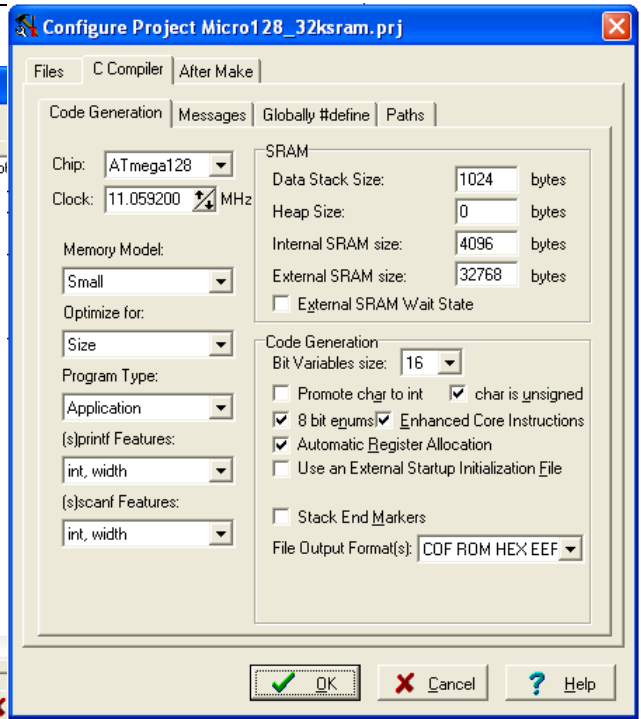 Configure Project Micro128_32ksram.prj
Files C Compiler After Make
Code Generation Messages Globally #define Paths
Chip: ATmega128
Clock: 11.059200 MHz
Memory Model:
Small
Optimize for:
Size
Program Type:
Application
(s)printf Features:
int, width
(s)scanf Features:
int, width
SRAM
Data Stack Size: 1024 bytes
Heap Size: 0 bytes
Internal SRAM size: 4096 bytes
External SRAM size: 32768 bytes
External SRAM Wait State
Code Generation
Bit Variables size: 16
Promote char to int char is unsigned
8 bit enums Enhanced Core Instructions
Automatic Register Allocation
Use an External Startup Initialization File
Stack End Markers
File Output Format(s): COF ROM HEX EEF
OK Cancel Help